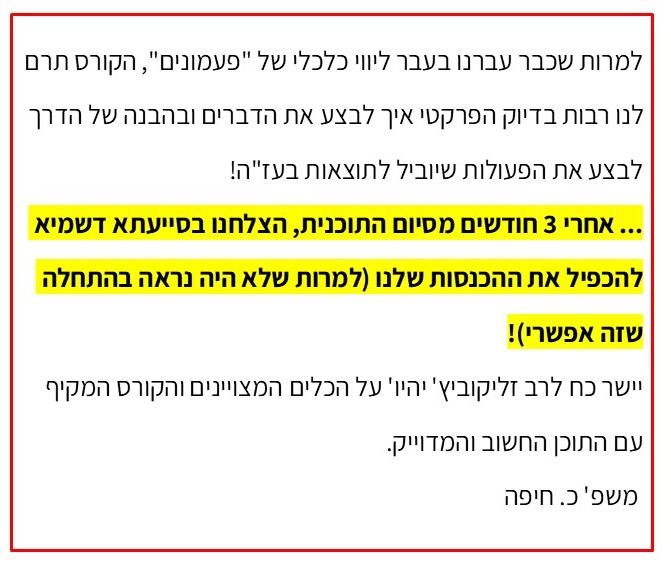 למרות שכבר עברנו בעבר ליווי כלכלי של "פעמונים", הקורס תרם
לנו רבות בדיוק הפרקטי איך לבצע את הדברים ובהבנה של הדרך
לבצע את הפעולות שיוביל לתוצאות בעז"ה!
... אחרי 3 חודשים מסיום התוכנית, הצלחנו בסייעתא דשמיא
להכפיל את ההכנסות שלנו (למרות שלא היה נראה בהתחלה
שזה אפשרי)!
יישר כח לרב זליקוביץ' יהיו' על הכלים המצויינים והקורס המקיף
עם התוכן החשוב והמדוייק.
משפ' כ. חיפה